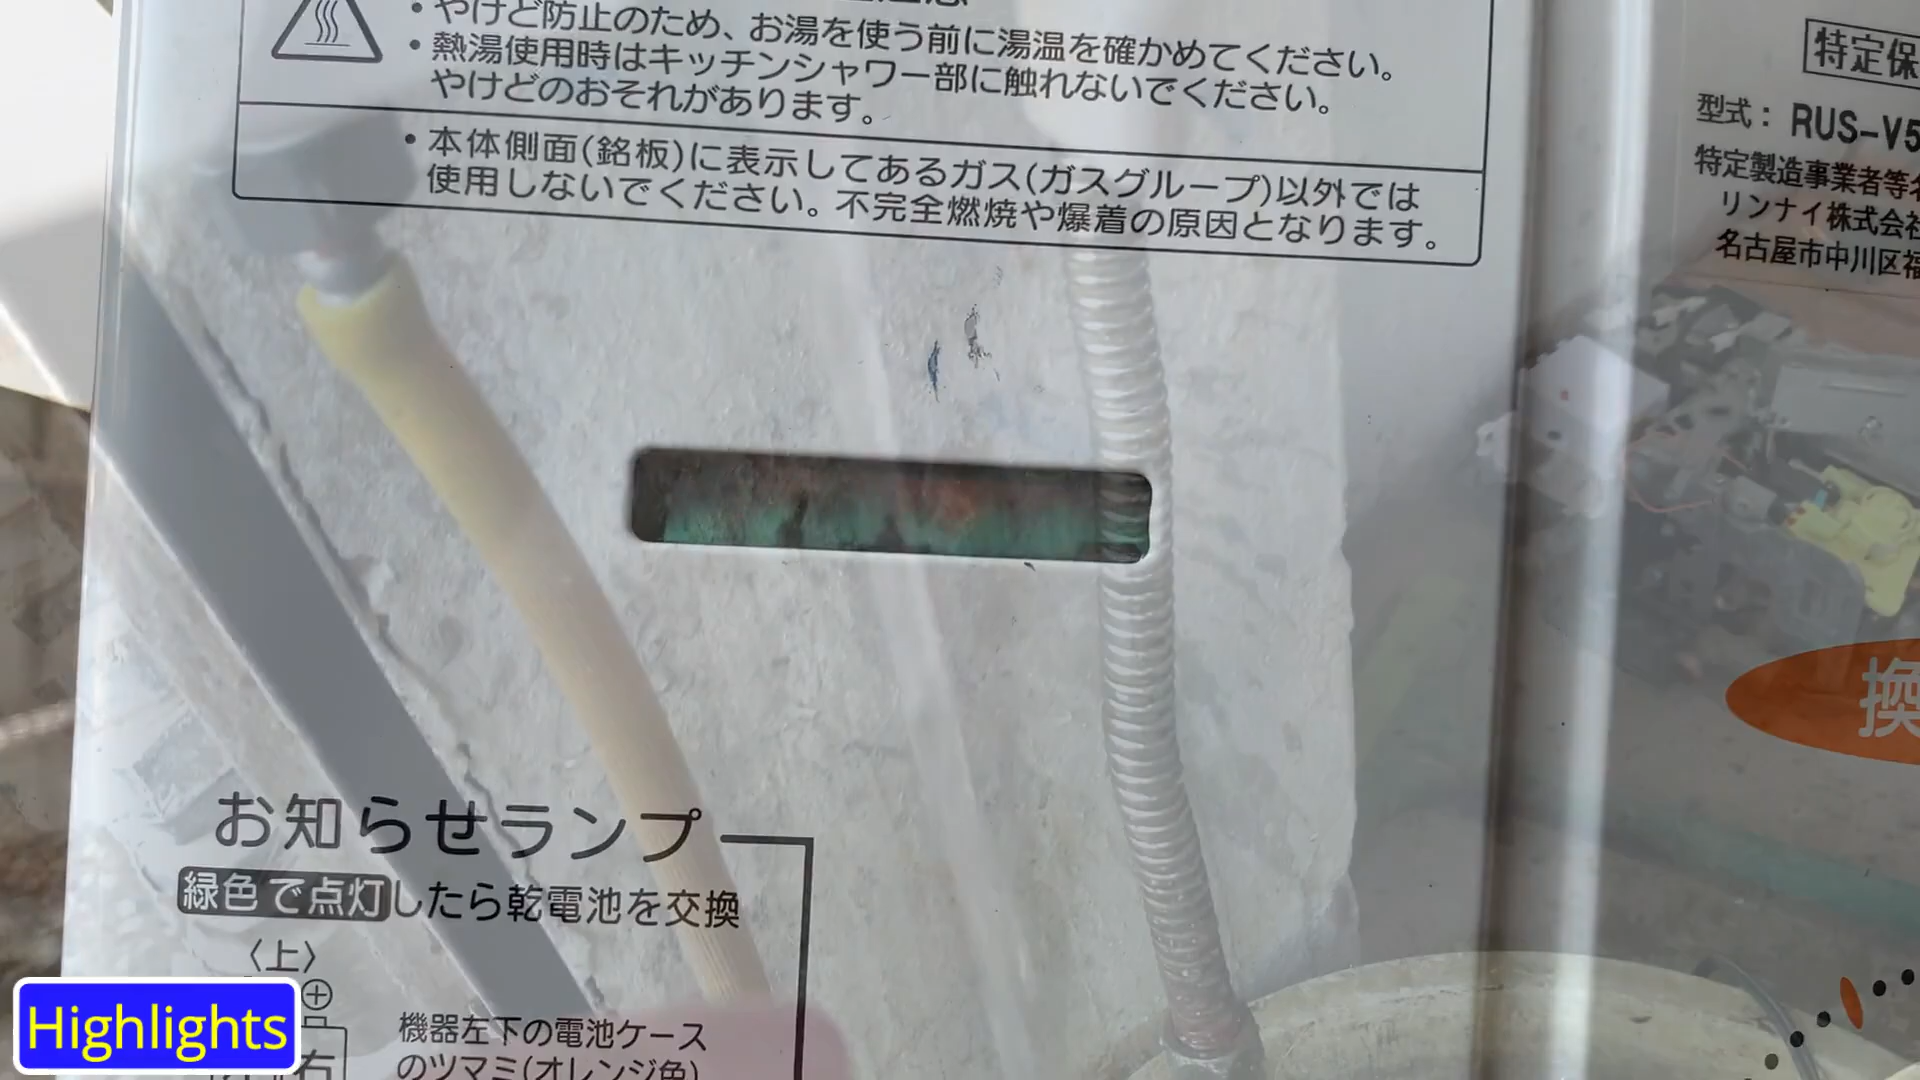 ・やけど防止のため、お湯を使う前に湯温を確かめてください。
・熱湯使用時はキッチンシャワー部に触れないでください。
やけどのおそれがあります。
・本体側面(銘板)に表示してあるガス(ガスグループ)以外では
使用しないでください。不完全燃焼や爆着の原因となります。
特定保
型式：RUS-V5
特定製造事業者等名
リンナイ株式会社
名古屋市中川区福
換
お知らせランプ
緑色で点灯したら乾電池を交換
〈上〉
⊕
右
機器左下の電池ケース
のツマミ(オレンジ色)
Highlights